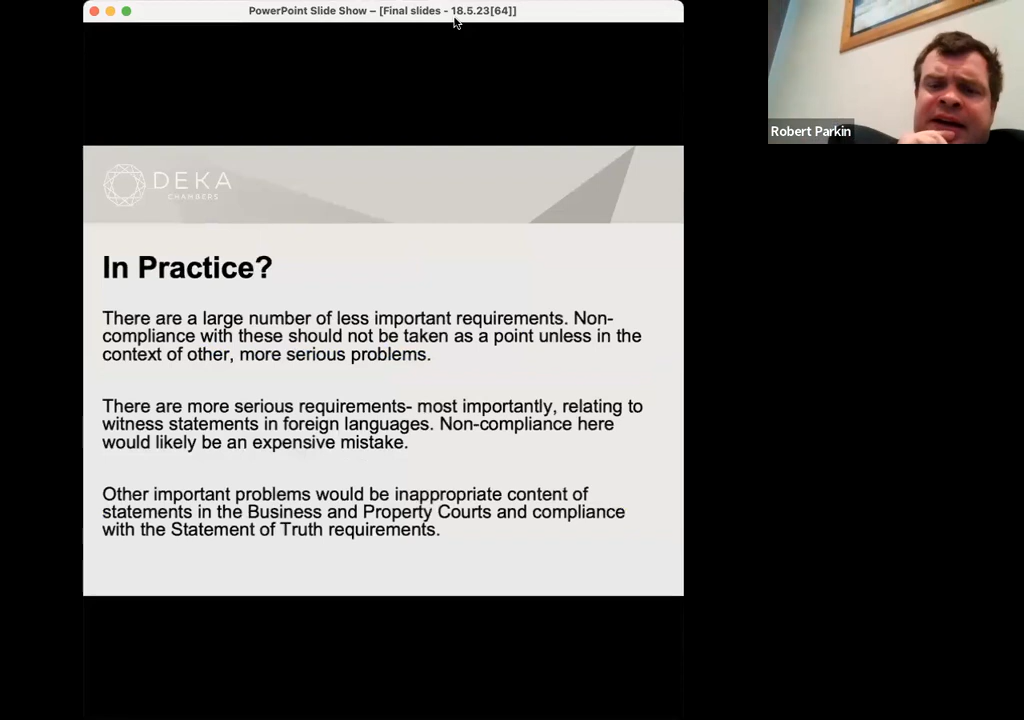 PowerPoint Slide Show – [Final slides - 18.5.23[64]]
Robert Parkin
DEKA
CHAMBERS
In Practice?
There are a large number of less important requirements. Non-
compliance with these should not be taken as a point unless in the
context of other, more serious problems.
There are more serious requirements- most importantly, relating to
witness statements in foreign languages. Non-compliance here
would likely be an expensive mistake.
Other important problems would be inappropriate content of
statements in the Business and Property Courts and compliance
with the Statement of Truth requirements.